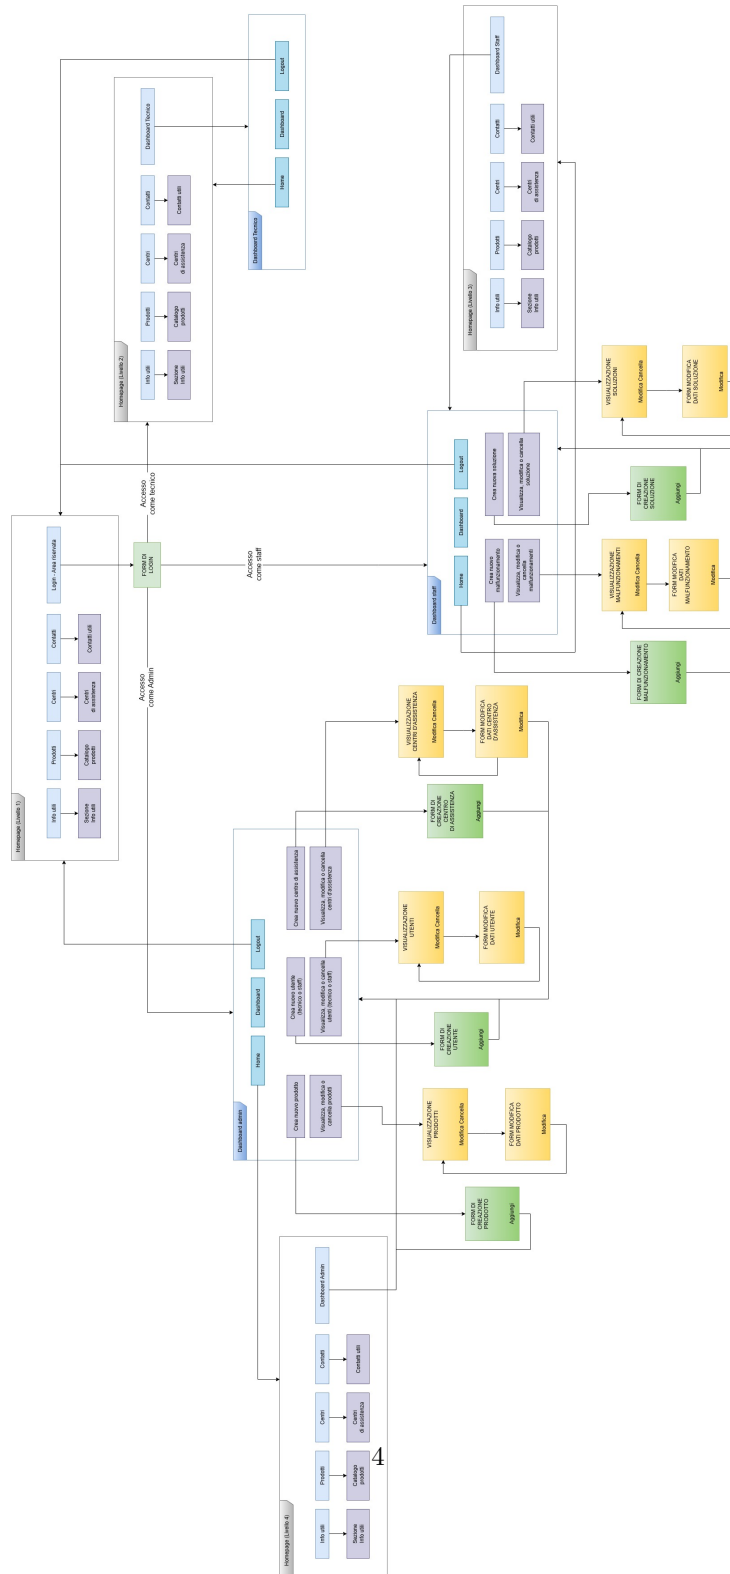 Homepage (Livello 1)
Info utili
Prodotti
Centri
Contatti
Login - Area riservata
Sezione
Info utili
Catalogo
prodotti
Centri
di assistenza
Contatti utili
FORM DI
LOGIN
Accesso
come Admin
Accesso
come staff
Accesso
come tecnico
Homepage (Livello 2)
Info utili
Prodotti
Centri
Contatti
Dashboard Tecnico
Sezione
Info utili
Catalogo
prodotti
Centri
di assistenza
Contatti utili
Dashboard Tecnico
Home
Dashboard
Logout
Homepage (Livello 3)
Info utili
Prodotti
Centri
Contatti
Dashboard Staff
Sezione
Info utili
Catalogo
prodotti
Centri
di assistenza
Contatti utili
Dashboard staff
Home
Dashboard
Logout
Crea nuovo
malfunzionamento
Visualizza, modifica o
cancella
malfunzionamenti
Crea nuova soluzione
Visualizza, modifica o cancella
soluzione
FORM DI CREAZIONE
MALFUNZIONAMENTO
Aggiungi
VISUALIZZAZIONE
MALFUNZIONAMENTI
Modifica Cancella
FORM MODIFICA
DATI
MALFUNZIONAMENTO
Modifica
FORM DI
CREAZIONE
SOLUZIONE
Aggiungi
VISUALIZZAZIONE
SOLUZIONI
Modifica Cancella
FORM MODIFICA
DATI SOLUZIONE
Modifica
Dashboard admin
Home
Dashboard
Logout
Crea nuovo prodotto
Visualizza, modifica o
cancella prodotti
Crea nuovo utente
(tecnico o staff)
Visualizza, modifica o cancella
utenti (tecnico o staff)
Crea nuovo centro di assistenza
Visualizza, modifica o cancella
centri d'assistenza
FORM DI
CREAZIONE
PRODOTTO
Aggiungi
VISUALIZZAZIONE
PRODOTTI
Modifica Cancella
FORM MODIFICA
DATI PRODOTTO
Modifica
FORM DI
CREAZIONE
UTENTE
Aggiungi
VISUALIZZAZIONE
UTENTI
Modifica Cancella
FORM MODIFICA
DATI UTENTE
Modifica
FORM DI
CREAZIONE
CENTRO
DI ASSISTENZA
Aggiungi
VISUALIZZAZIONE
CENTRI D'ASSISTENZA
Modifica Cancella
FORM MODIFICA
DATI CENTRO
D'ASSISTENZA
Modifica
Homepage (Livello 4)
Info utili
Prodotti
Centri
Contatti
Dashboard Admin
Sezione
Info utili
Catalogo
prodotti
Centri
di assistenza
Contatti utili
4